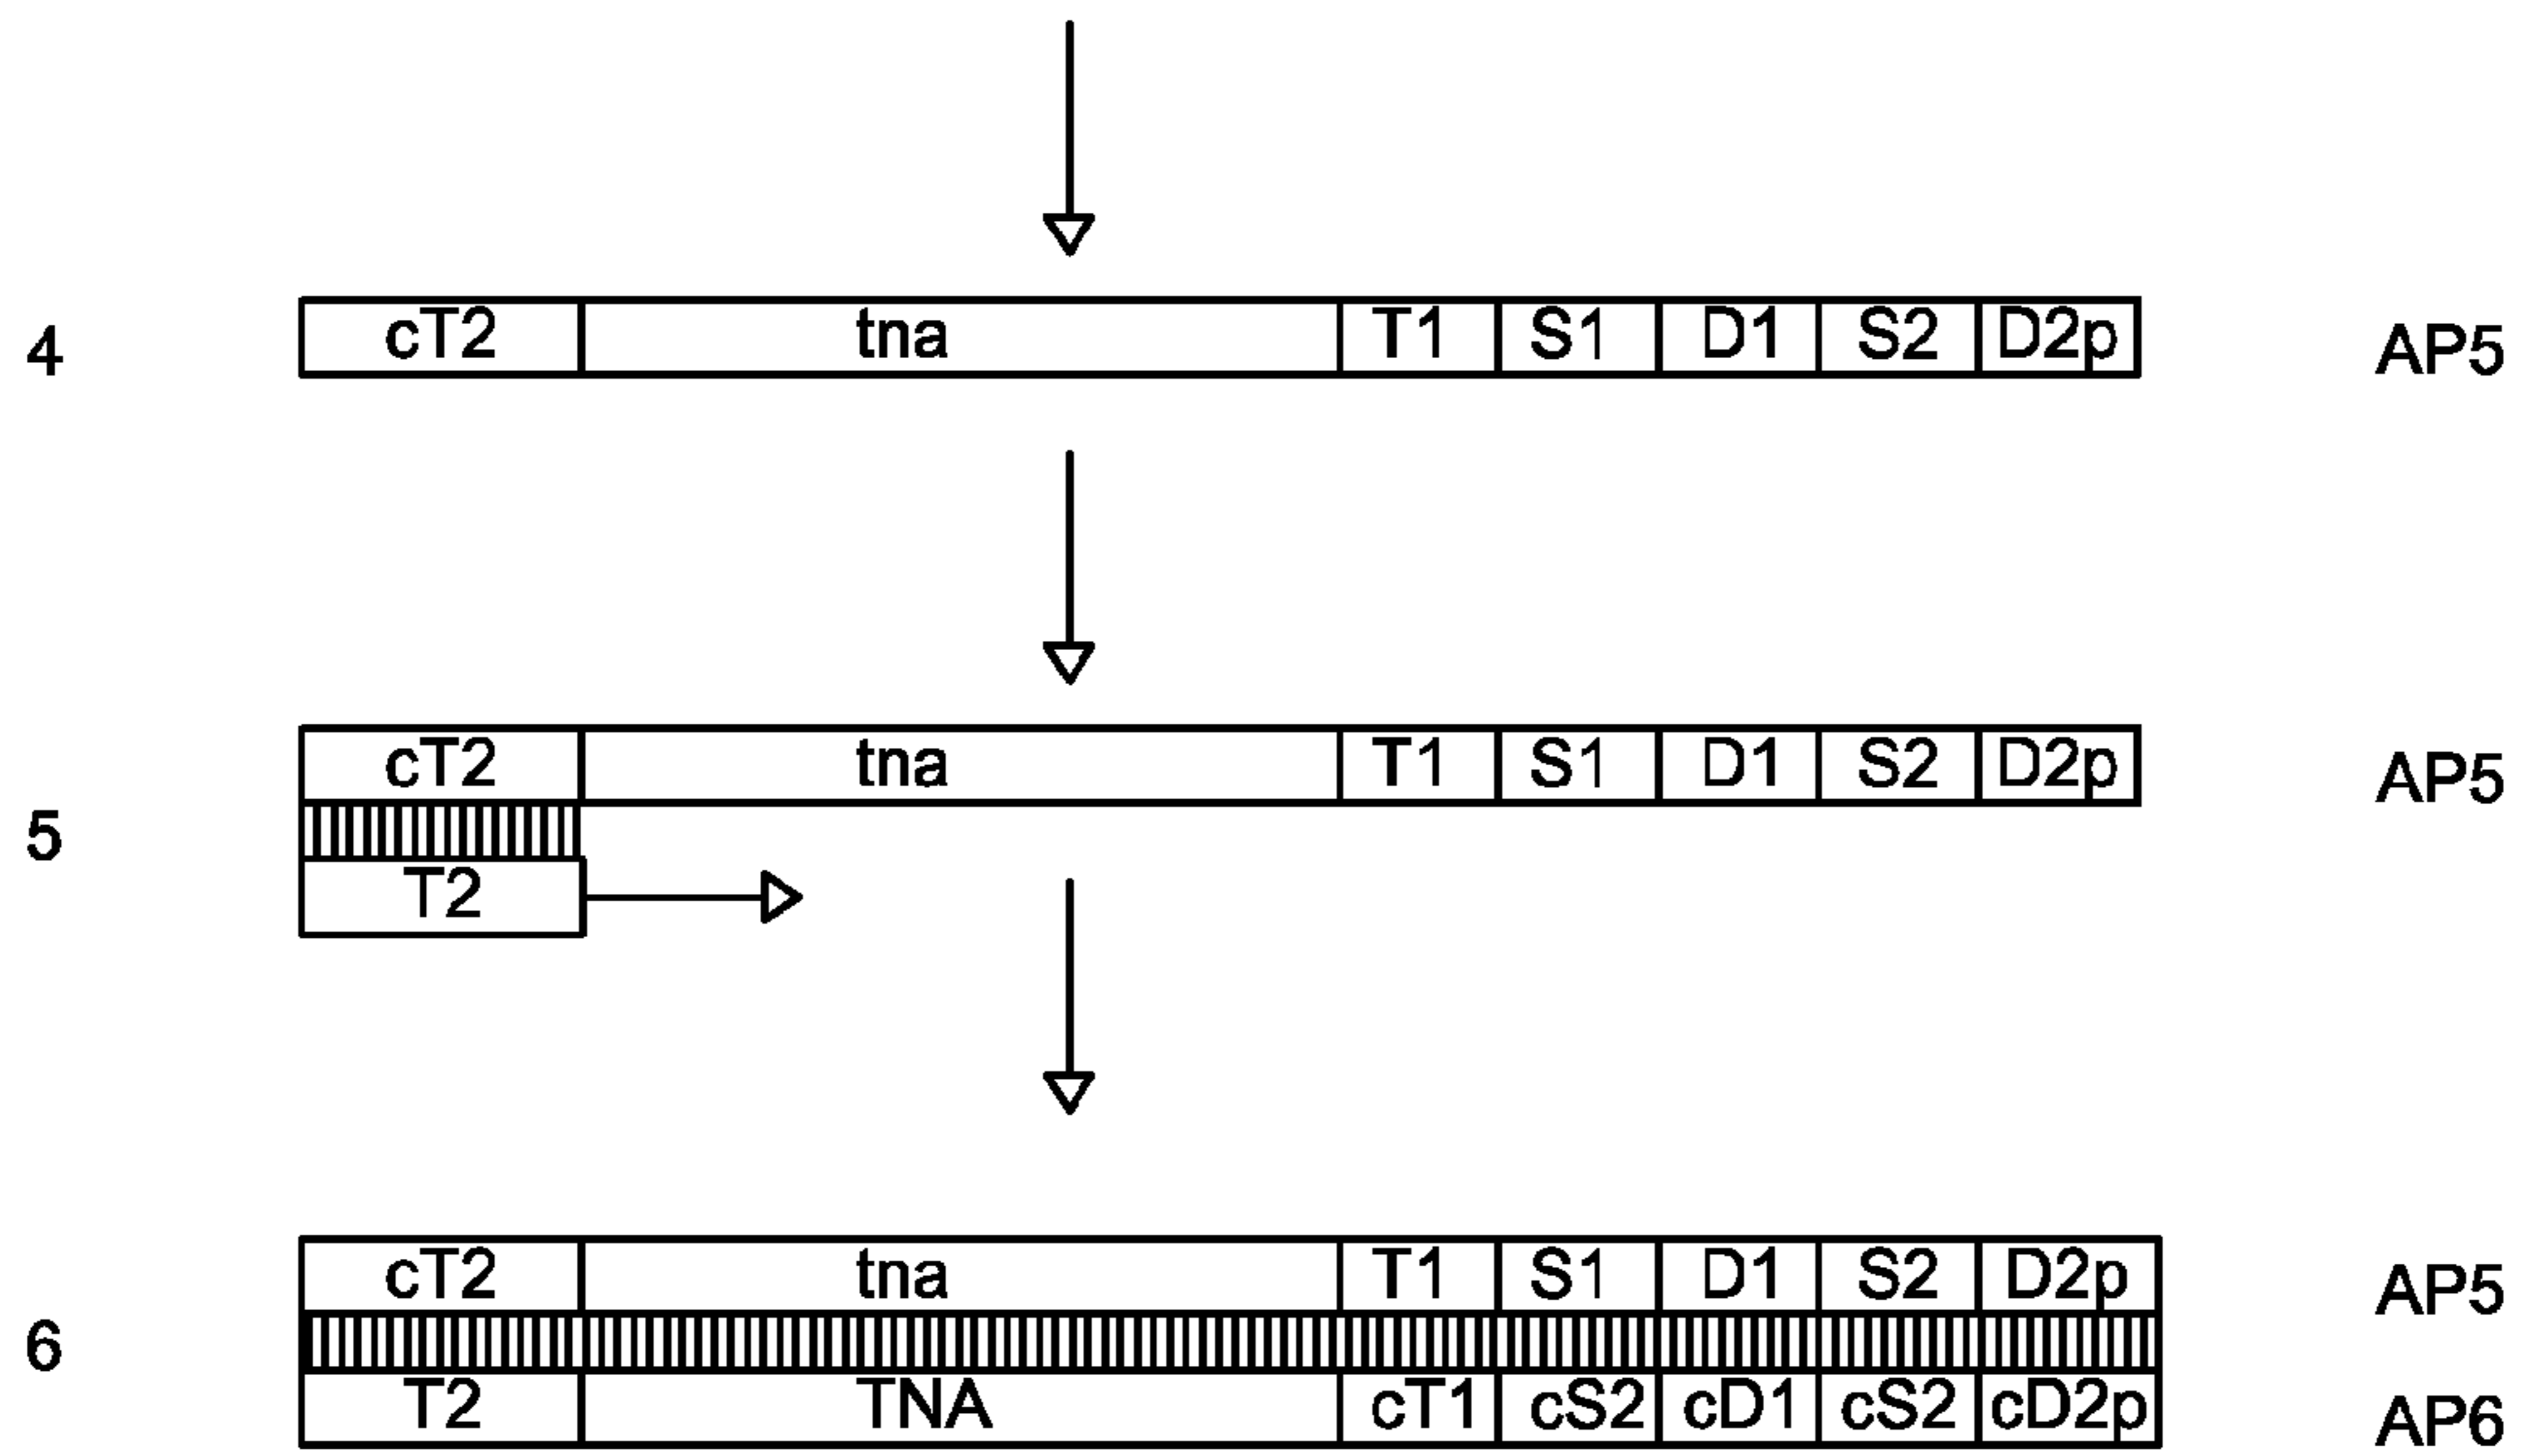 4 cT2 tna T1 S1 D1 S2 D2p AP5
cT2 tna T1 S1 D1 S2 D2p AP5
5
T2
cT2 tna T1 S1 D1 S2 D2p AP5
6
T2 TNA cT1 cS2 cD1 cS2 cD2p AP6